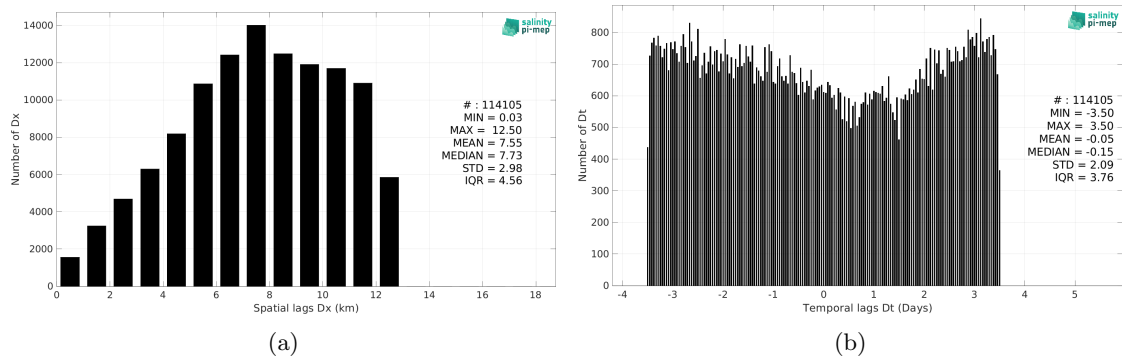 salinity
pi-mep
14000
12000
10000
8000
6000
4000
2000
0
Number of Dx
# : 114105
MIN = 0.03
MAX = 12.50
MEAN = 7.55
MEDIAN = 7.73
STD = 2.98
IQR = 4.56
0 2 4 6 8 10 12 14 16 18
Spatial lags Dx (km)
(a)
salinity
pi-mep
800
700
600
500
400
300
200
100
0
Number of Dt
# : 114105
MIN = -3.50
MAX = 3.50
MEAN = -0.05
MEDIAN = -0.15
STD = 2.09
IQR = 3.76
-4 -3 -2 -1 0 1 2 3 4 5
Temporal lags Dt (Days)
(b)